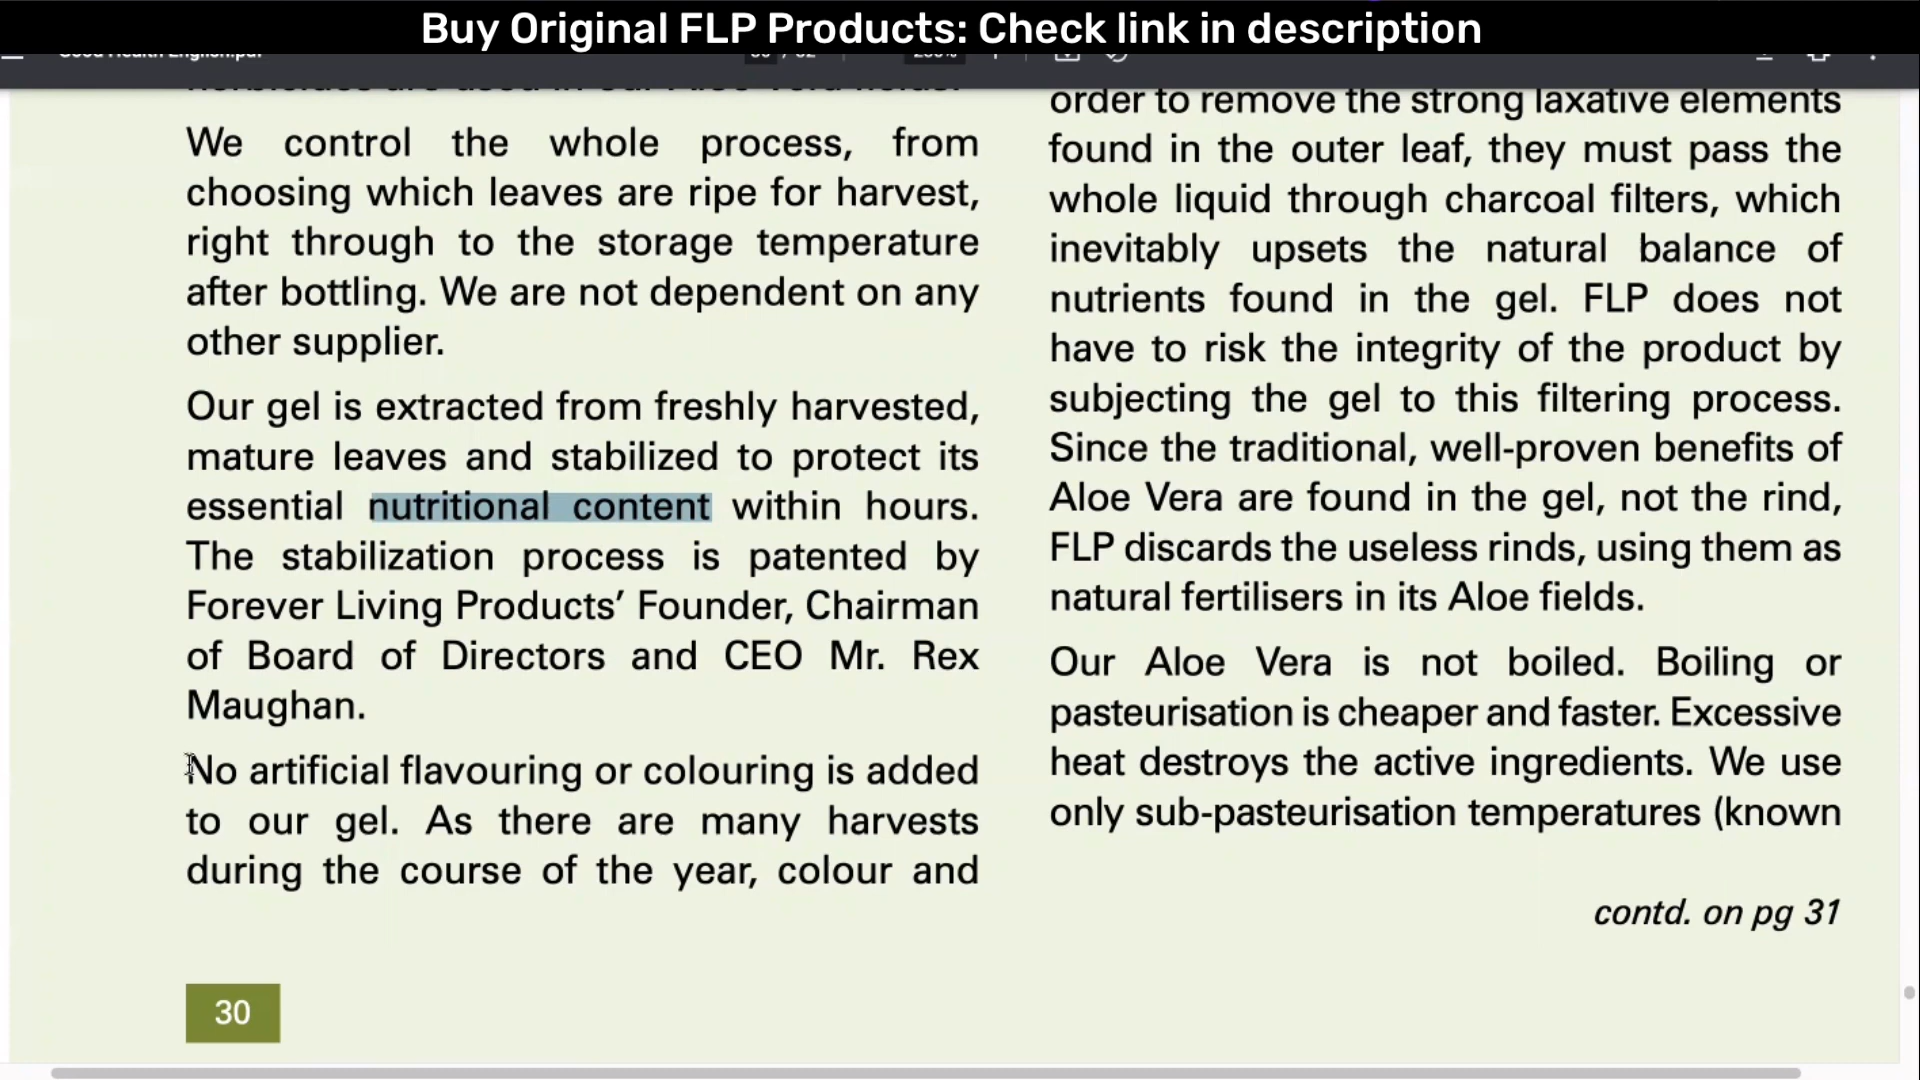 Buy Original FLP Products: Check link in description
Good Health English.pdf
We control the whole process, from
choosing which leaves are ripe for harvest,
right through to the storage temperature
after bottling. We are not dependent on any
other supplier.
Our gel is extracted from freshly harvested,
mature leaves and stabilized to protect its
essential nutritional content within hours.
The stabilization process is patented by
Forever Living Products’ Founder, Chairman
of Board of Directors and CEO Mr. Rex
Maughan.
No artificial flavouring or colouring is added
to our gel. As there are many harvests
during the course of the year, colour and
30
order to remove the strong laxative elements
found in the outer leaf, they must pass the
whole liquid through charcoal filters, which
inevitably upsets the natural balance of
nutrients found in the gel. FLP does not
have to risk the integrity of the product by
subjecting the gel to this filtering process.
Since the traditional, well-proven benefits of
Aloe Vera are found in the gel, not the rind,
FLP discards the useless rinds, using them as
natural fertilisers in its Aloe fields.
Our Aloe Vera is not boiled. Boiling or
pasteurisation is cheaper and faster. Excessive
heat destroys the active ingredients. We use
only sub-pasteurisation temperatures (known
contd. on pg 31